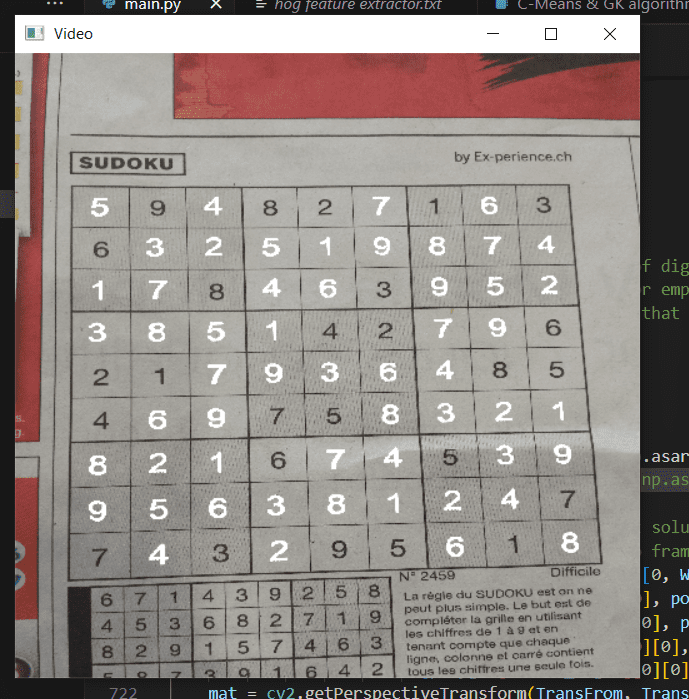 main.py
hog feature extractor.txt
C-Means & GK algorith
Video
SUDOKU
by Ex-perience.ch
5 9 4 8 2 7 1 6 3
6 3 2 5 1 9 8 7 4
1 7 8 4 6 3 9 5 2
3 8 5 1 4 2 7 9 6
2 1 7 9 3 6 4 8 5
4 6 9 7 5 8 3 2 1
8 2 1 6 7 4 5 3 9
9 5 6 3 8 1 2 4 7
7 4 3 2 9 5 6 1 8
N° 2459 Difficile
6 7 1 4 3 9 2 5 8
4 5 3 6 8 2 7 1 9
8 2 9 1 5 7 4 6 3
3 9 1 6 4 2
La règle du SUDOKU est on ne
peut plus simple. Le but est de
compléter la grille en utilisant
les chiffres de 1 à 9 et en
tenant compte que chaque
ligne, colonne et carré contient
tous les chiffres une seule fois.
f dig
r emp
that
.asar
np.as
solu
fram
[0, W
], po
0], p
][0],
0][0]
722 mat = cv2.getPerspectiveTransform(TransFrom, Trans